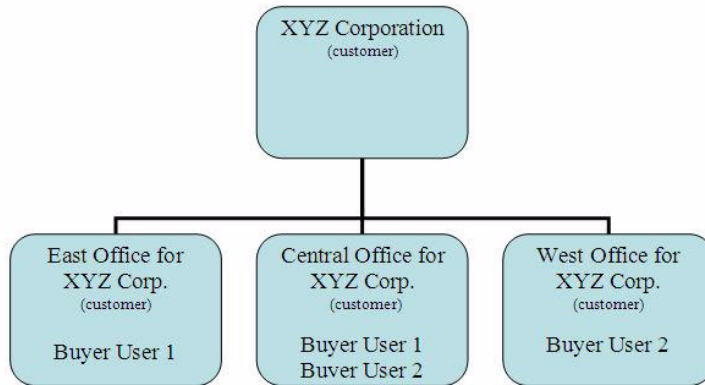 XYZ Corporation
(customer)
East Office for
XYZ Corp.
(customer)
Buyer User 1
Central Office for
XYZ Corp.
(customer)
Buyer User 1
Buyer User 2
West Office for
XYZ Corp.
(customer)
Buyer User 2